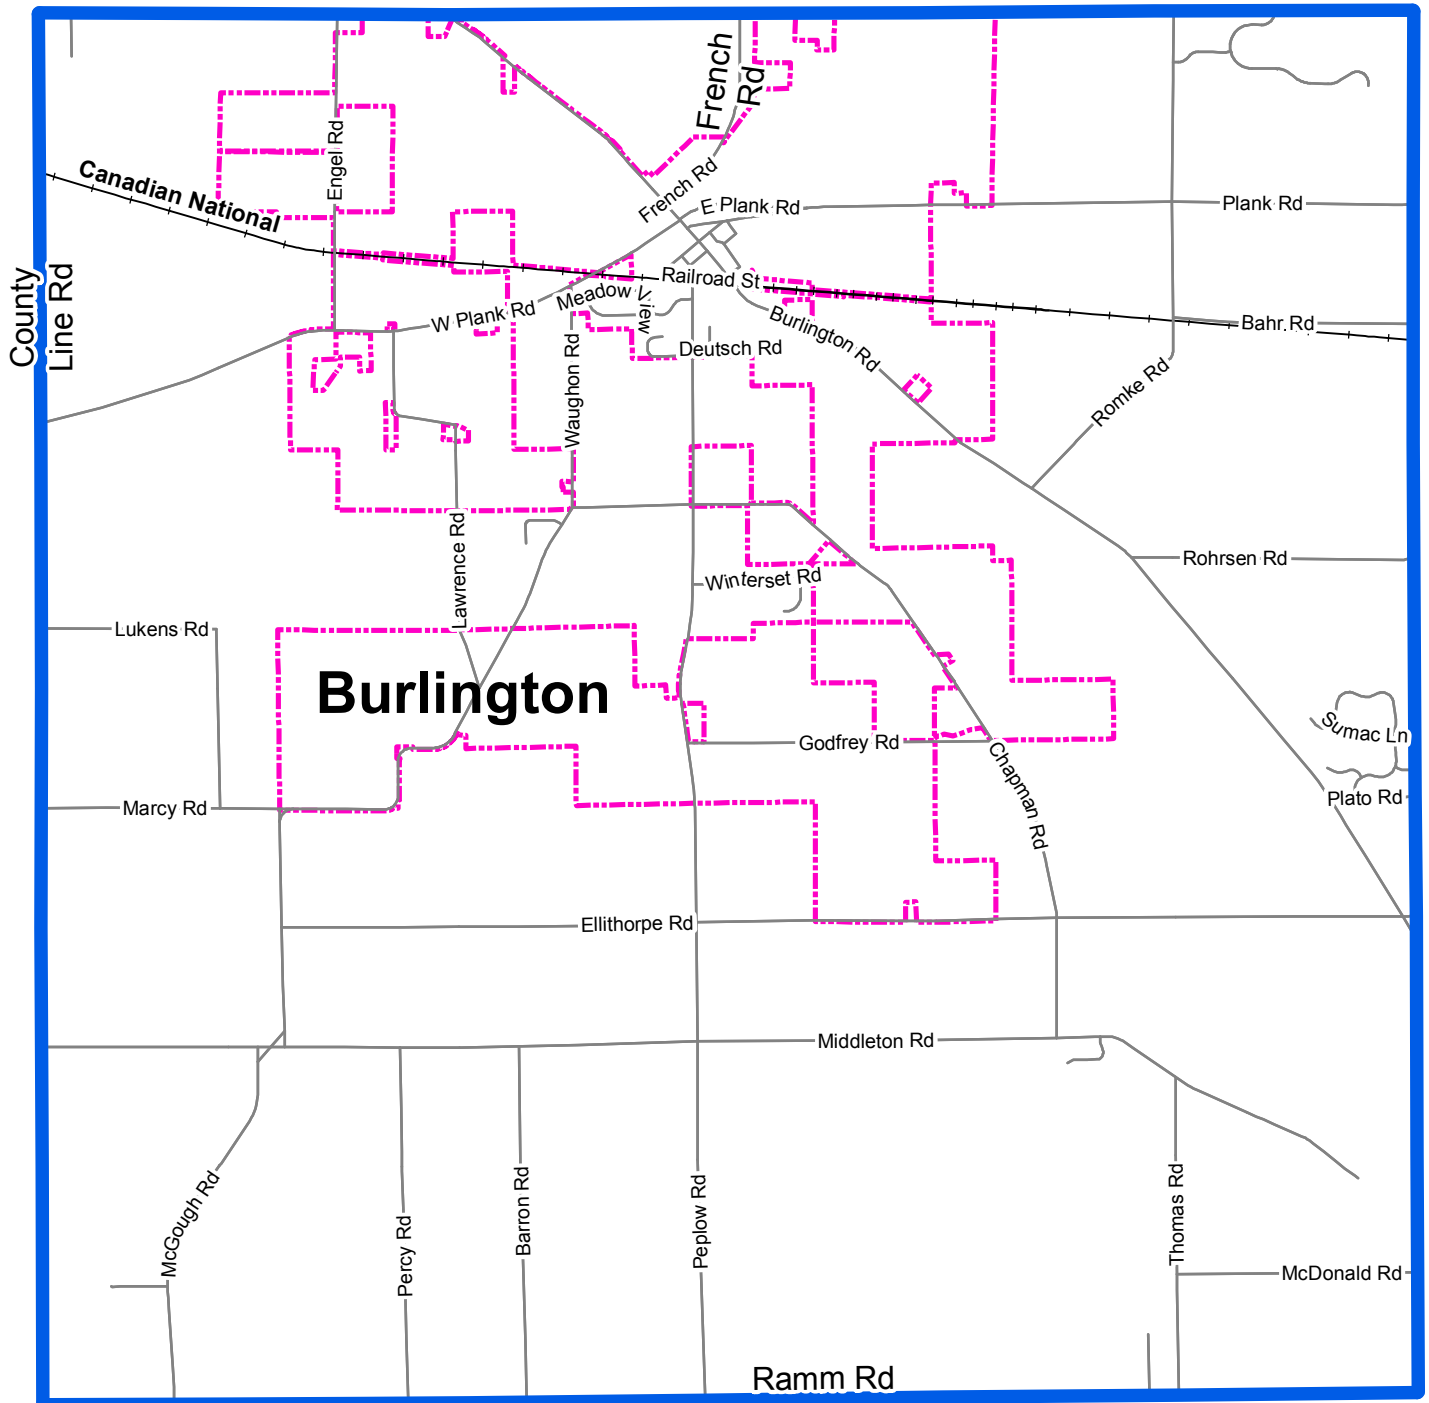 French
Rd
Engel Rd
Canadian National
French Rd
E Plank Rd
Plank Rd
County
Line Rd
Railroad St
Meadow View
W Plank Rd
Burlington Rd
Bahr Rd
Deutsch Rd
Waughon Rd
Romke Rd
Lawrence Rd
Winterset Rd
Rohrsen Rd
Lukens Rd
Burlington
Godfrey Rd
Sumac Ln
Chapman Rd
Marcy Rd
Plato Rd
Ellithorpe Rd
Middleton Rd
McGough Rd
Percy Rd
Barron Rd
Peplow Rd
Thomas Rd
McDonald Rd
Ramm Rd